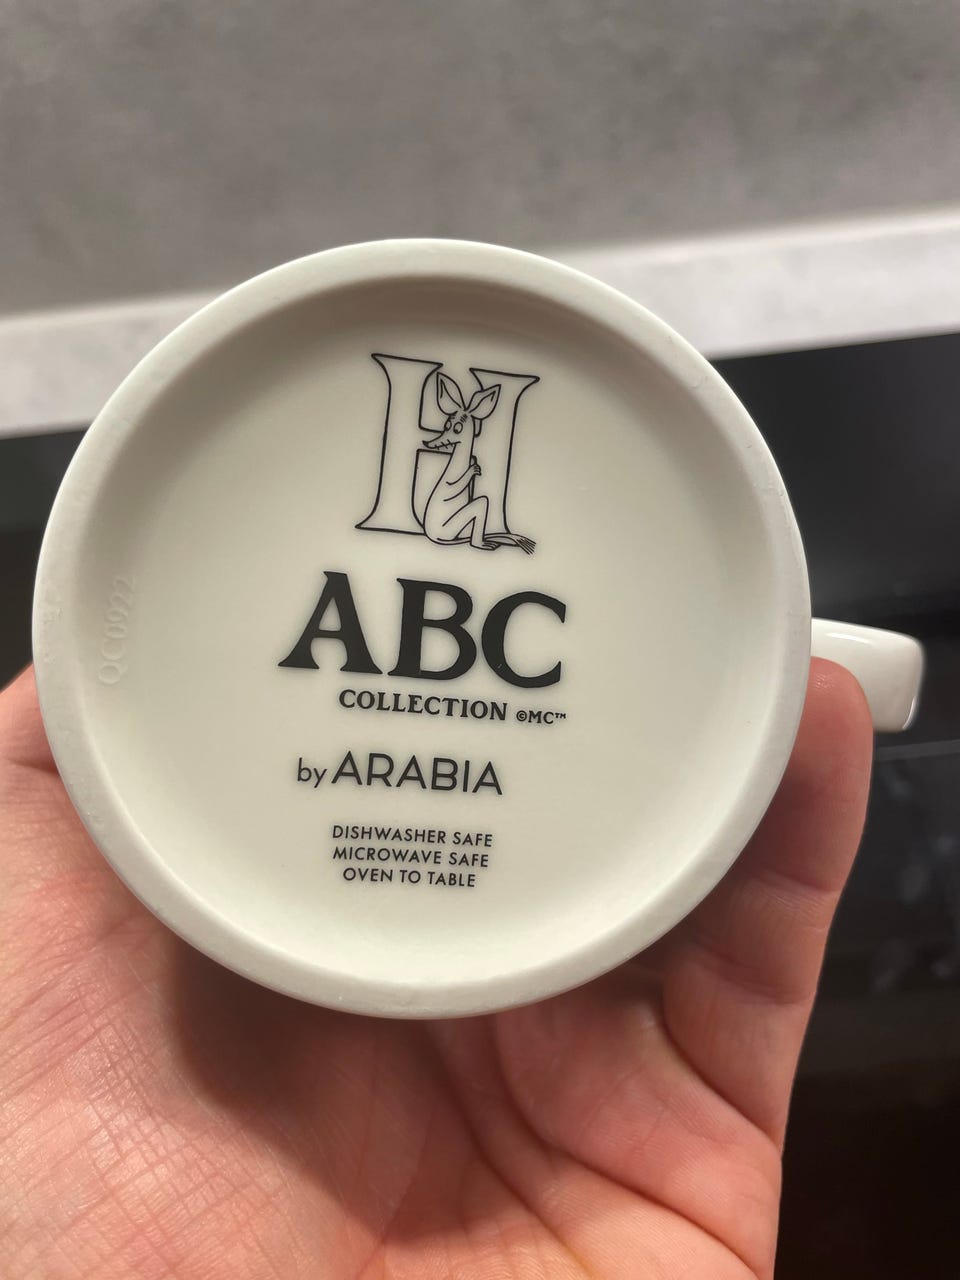 H
ABC
COLLECTION ©MC™
by ARABIA
DISHWASHER SAFE
MICROWAVE SAFE
OVEN TO TABLE
QC0922